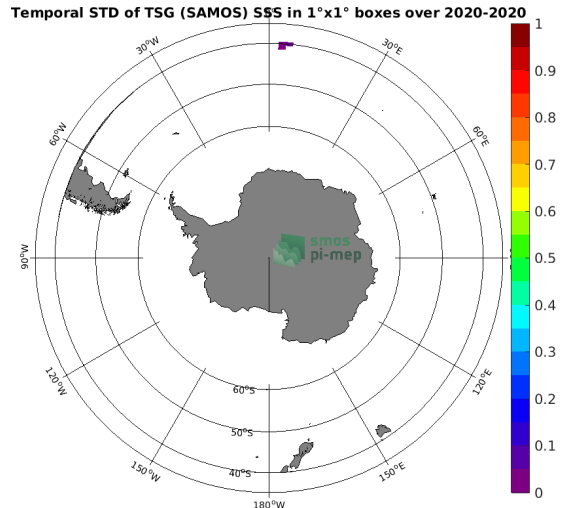 Temporal STD of TSG (SAMOS) SSS in 1°x1° boxes over 2020-2020
30°W
30°E
60°W
60°E
90°W
120°W
120°E
150°W
150°E
180°W
60°S
50°S
40°S
smos
pi-mep
1
0.9
0.8
0.7
0.6
0.5
0.4
0.3
0.2
0.1
0